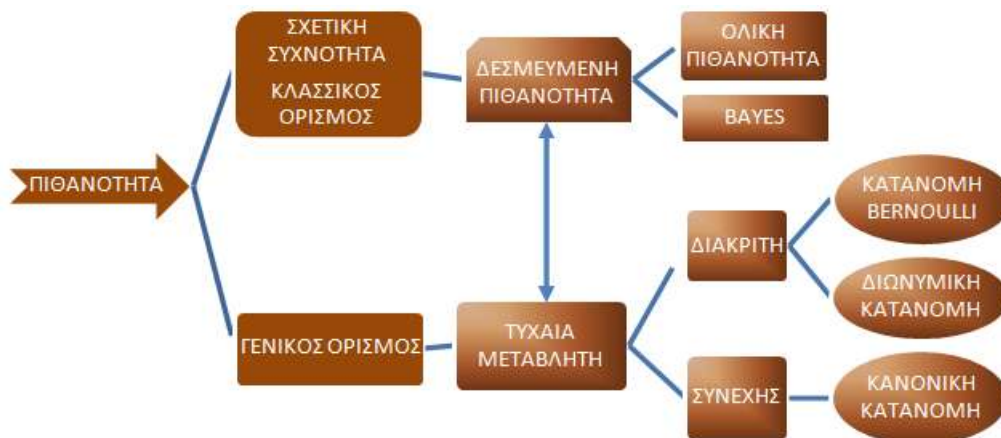 ΠΙΘΑΝΟΤΗΤΑ
ΣΧΕΤΙΚΗ
ΣΥΧΝΟΤΗΤΑ
ΚΛΑΣΣΙΚΟΣ
ΟΡΙΣΜΟΣ
ΔΕΣΜΕΥΜΕΝΗ
ΠΙΘΑΝΟΤΗΤΑ
ΟΛΙΚΗ
ΠΙΘΑΝΟΤΗΤΑ
BAYES
ΓΕΝΙΚΟΣ ΟΡΙΣΜΟΣ
ΤΥΧΑΙΑ
ΜΕΤΑΒΛΗΤΗ
ΔΙΑΚΡΙΤΗ
ΚΑΤΑΝΟΜΗ
BERNOULLI
ΔΙΩΝΥΜΙΚΗ
ΚΑΤΑΝΟΜΗ
ΣΥΝΕΧΗΣ
ΚΑΝΟΝΙΚΗ
ΚΑΤΑΝΟΜΗ